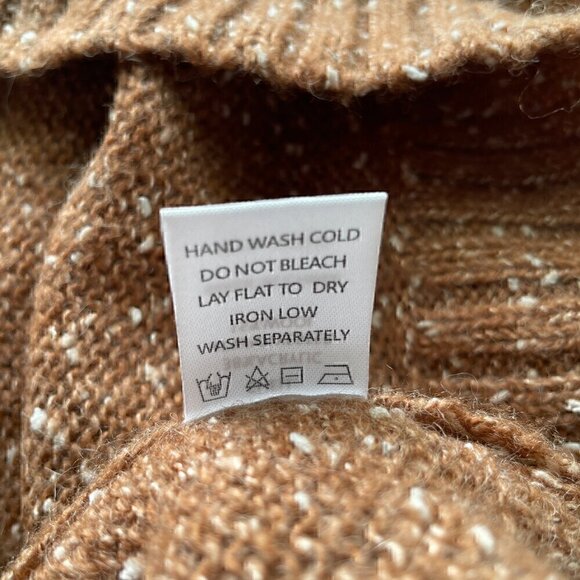 HAND WASH COLD
DO NOT BLEACH
LAY FLAT TO DRY
IRON LOW
WASH SEPARATELY